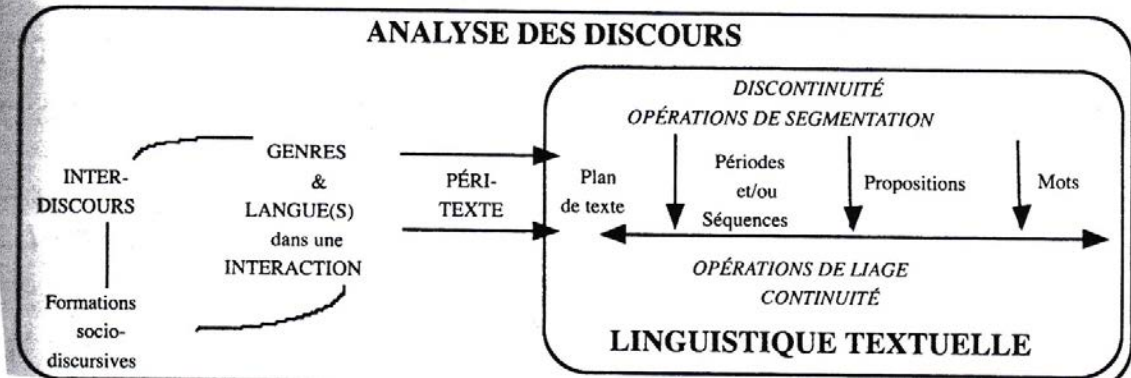 ANALYSE DES DISCOURS
INTER-
DISCOURS
Formations
socio-
discursives
GENRES
&
LANGUE(S)
dans une
INTERACTION
PÉRI-
TEXTE
DISCONTINUITÉ
OPÉRATIONS DE SEGMENTATION
Plan
de texte
Périodes
et/ou
Séquences
Propositions
Mots
OPÉRATIONS DE LIAGE
CONTINUITÉ
LINGUISTIQUE TEXTUELLE